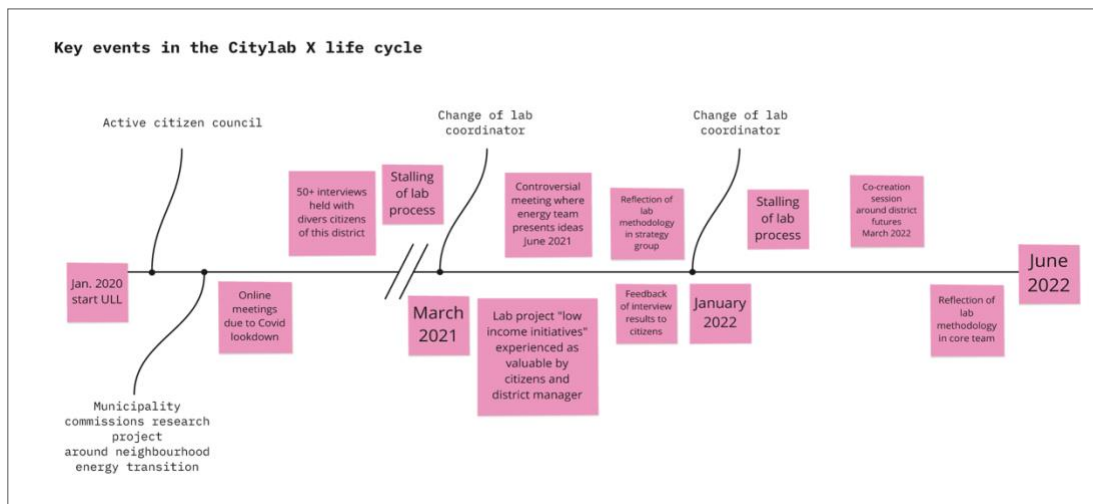 Key events in the Citylab X life cycle
Active citizen council
Change of lab
coordinator
Change of lab
coordinator
50+ interviews
held with
divers citizens
of this district
Stalling
of lab
process
Controversial
meeting where
energy team
presents ideas
June 2021
Reflection of
lab
methodology
in strategy
group
Stalling
of lab
process
Co-creation
session
around district
futures
March 2022
Jan. 2020
start ULL
June
2022
Online
meetings
due to Covid
lookdown
March
2021
Lab project "low
income initiatives"
experienced as
valuable by
citizens and
district manager
Feedback
of interview
results to
citizens
January
2022
Reflection of
lab
methodology
in core team
Municipality
commissions research
project
around neighbourhood
energy transition